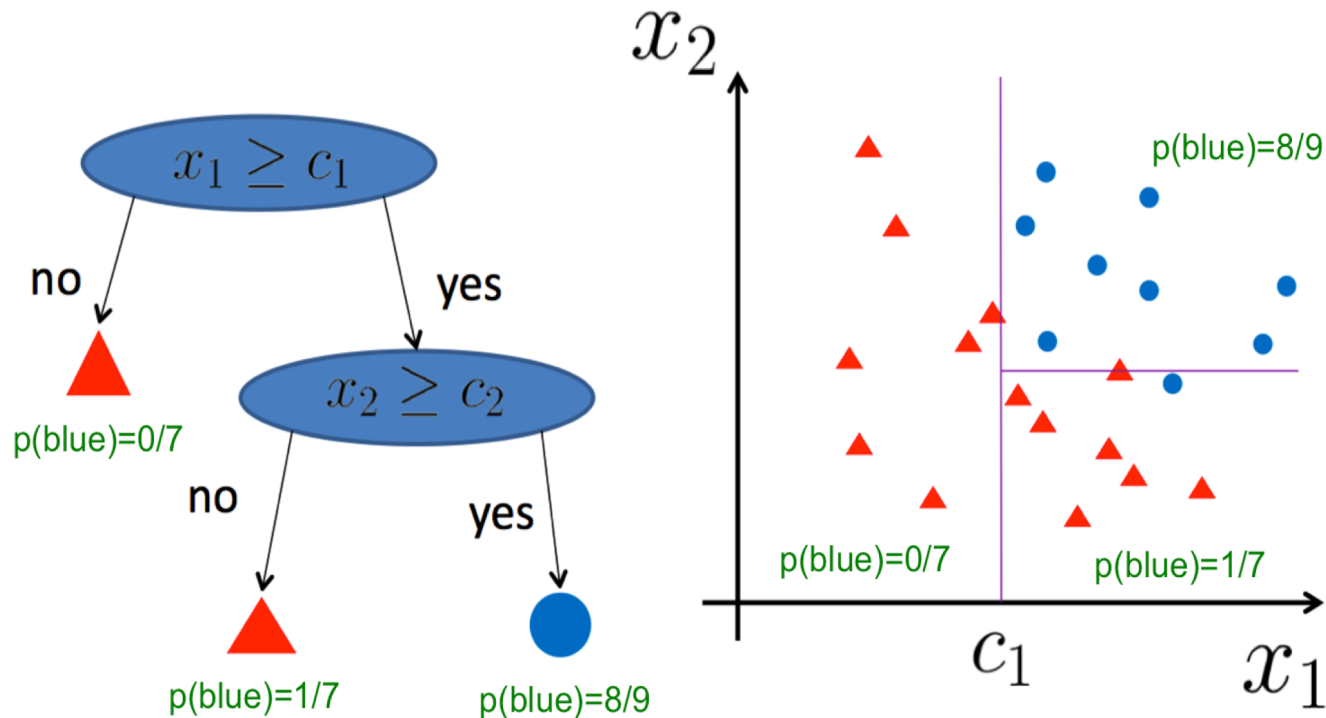 x₁ ≥ c₁
no
yes
p(blue)=0/7
x₂ ≥ c₂
no
yes
p(blue)=1/7
p(blue)=8/9
x₂
p(blue)=8/9
p(blue)=0/7
p(blue)=1/7
c₁
x₁